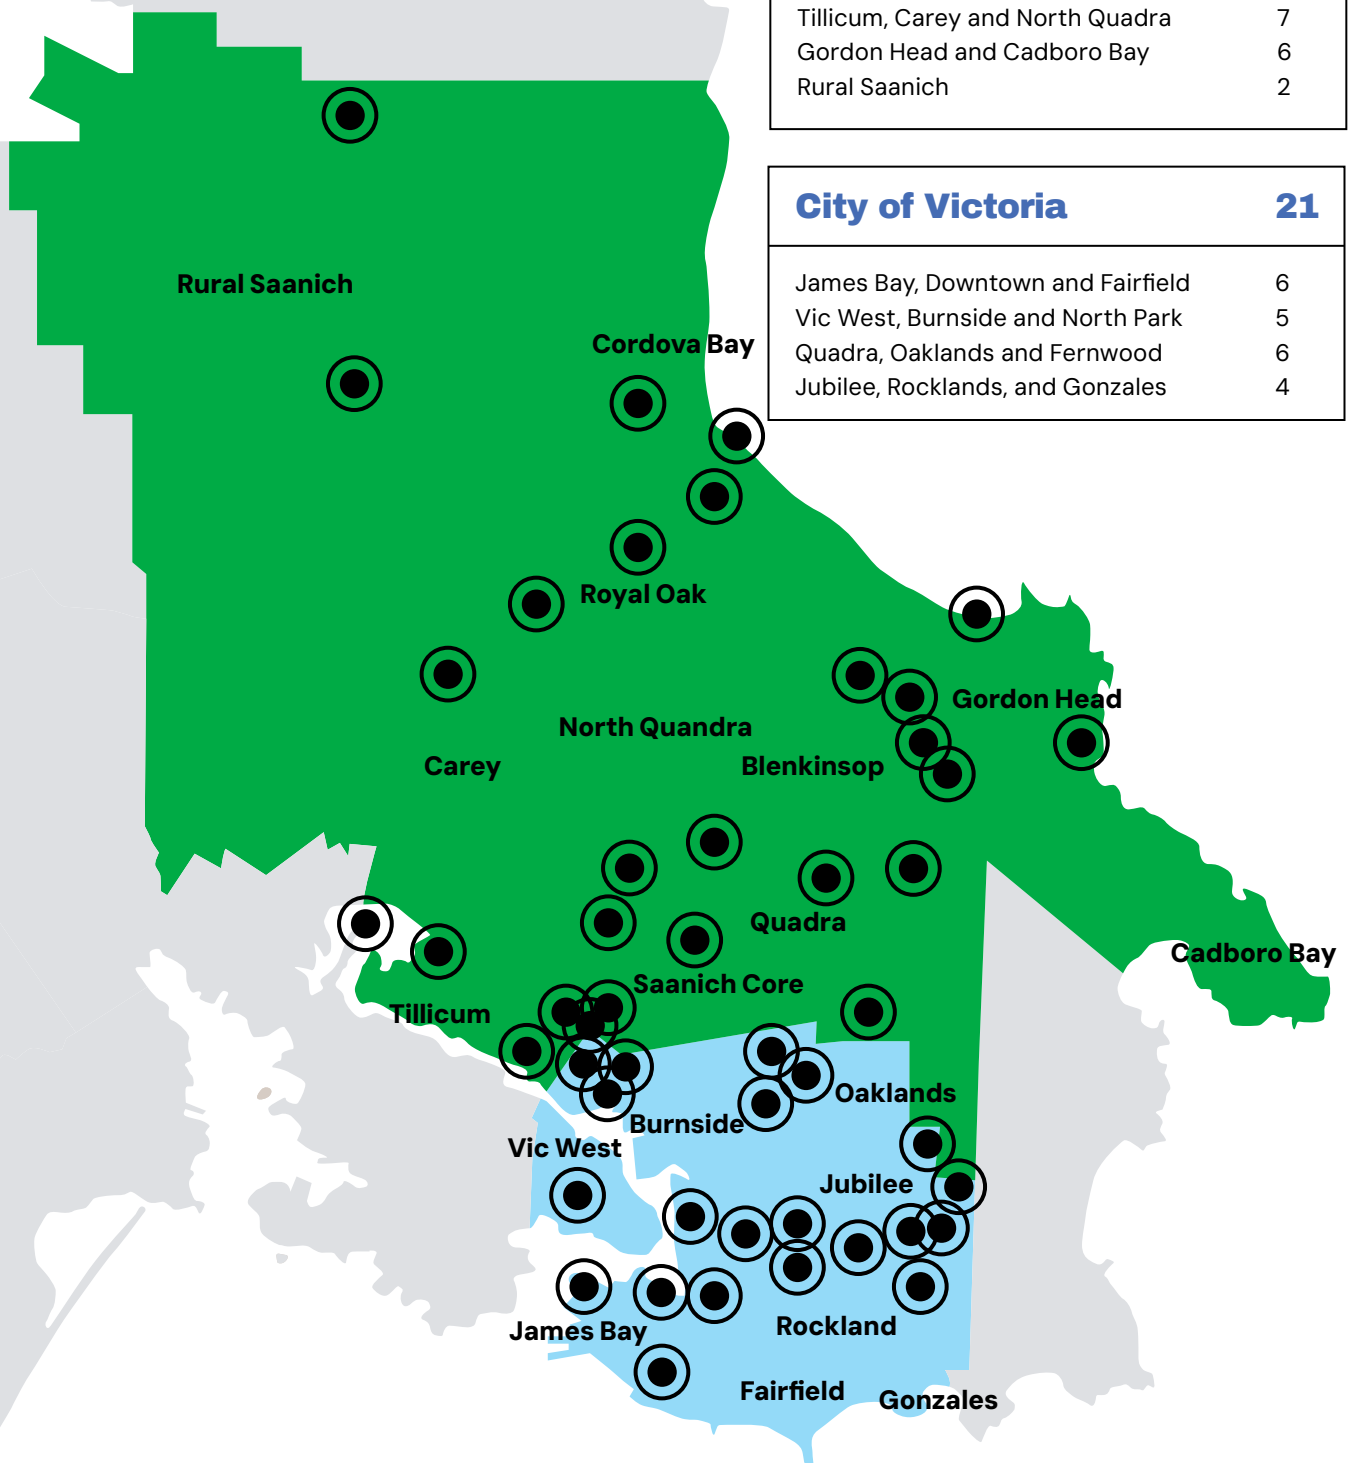 Tillicum, Carey and North Quadra 7
Gordon Head and Cadboro Bay 6
Rural Saanich 2
City of Victoria 21
James Bay, Downtown and Fairfield 6
Vic West, Burnside and North Park 5
Quadra, Oaklands and Fernwood 6
Jubilee, Rocklands, and Gonzales 4
Rural Saanich
Cordova Bay
Royal Oak
Gordon Head
North Quandra
Carey
Blenkinsop
Quadra
Cadboro Bay
Saanich Core
Tillicum
Oaklands
Burnside
Vic West
Jubilee
Rockland
James Bay
Fairfield
Gonzales